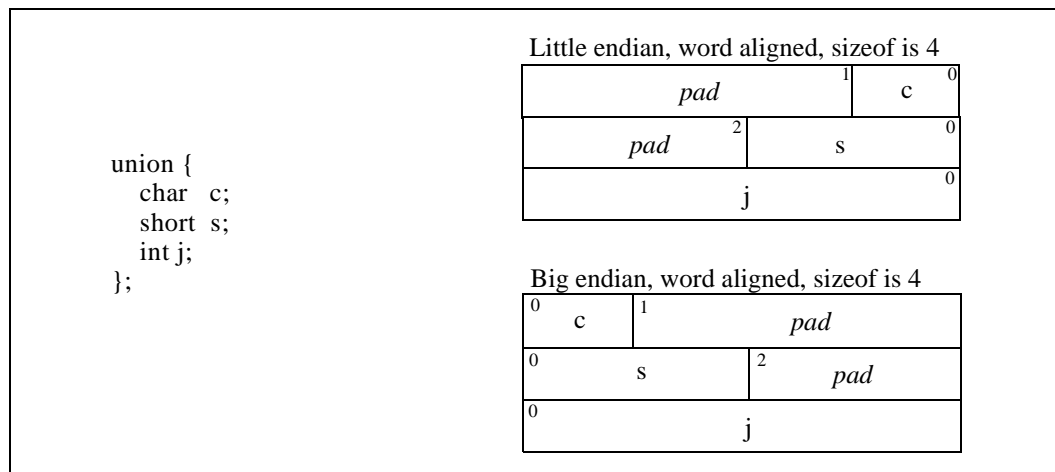 union {
char c;
short s;
int j;
};
Little endian, word aligned, sizeof is 4
pad 1 c 0
pad 2 s 0
j 0
Big endian, word aligned, sizeof is 4
0 c 1 pad
0 s 2 pad
0 j